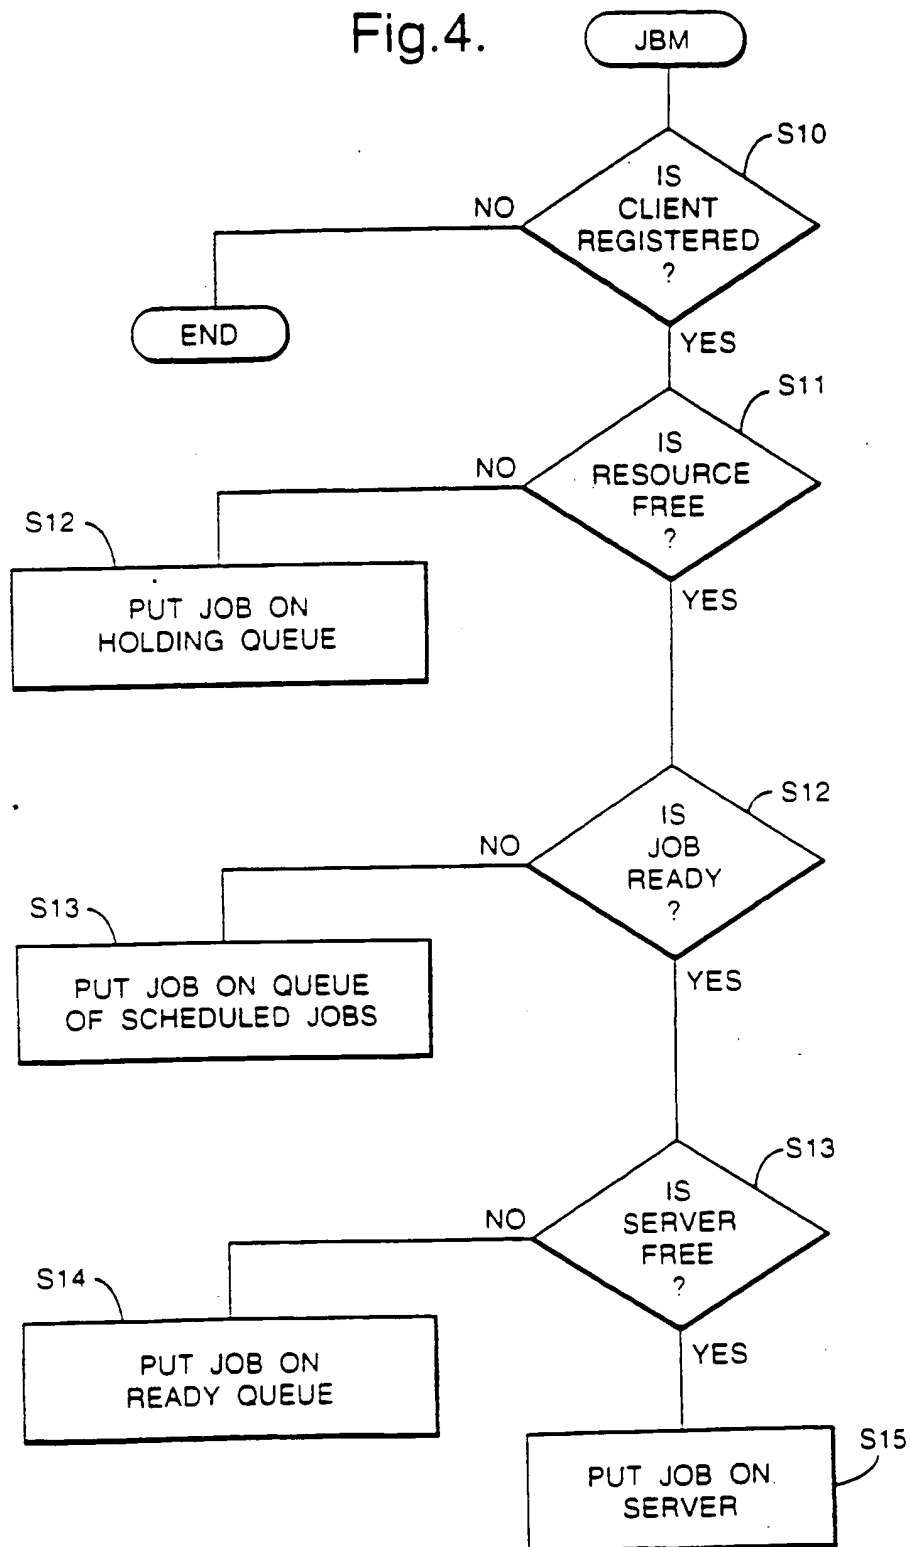 Fig.4.
JBM
S10
IS
CLIENT
REGISTERED
?
NO
END
YES
S11
IS
RESOURCE
FREE
?
NO
S12
PUT JOB ON
HOLDING QUEUE
YES
S12
IS
JOB
READY
?
NO
S13
PUT JOB ON QUEUE
OF SCHEDULED JOBS
YES
S13
IS
SERVER
FREE
?
NO
S14
PUT JOB ON
READY QUEUE
YES
S15
PUT JOB ON
SERVER